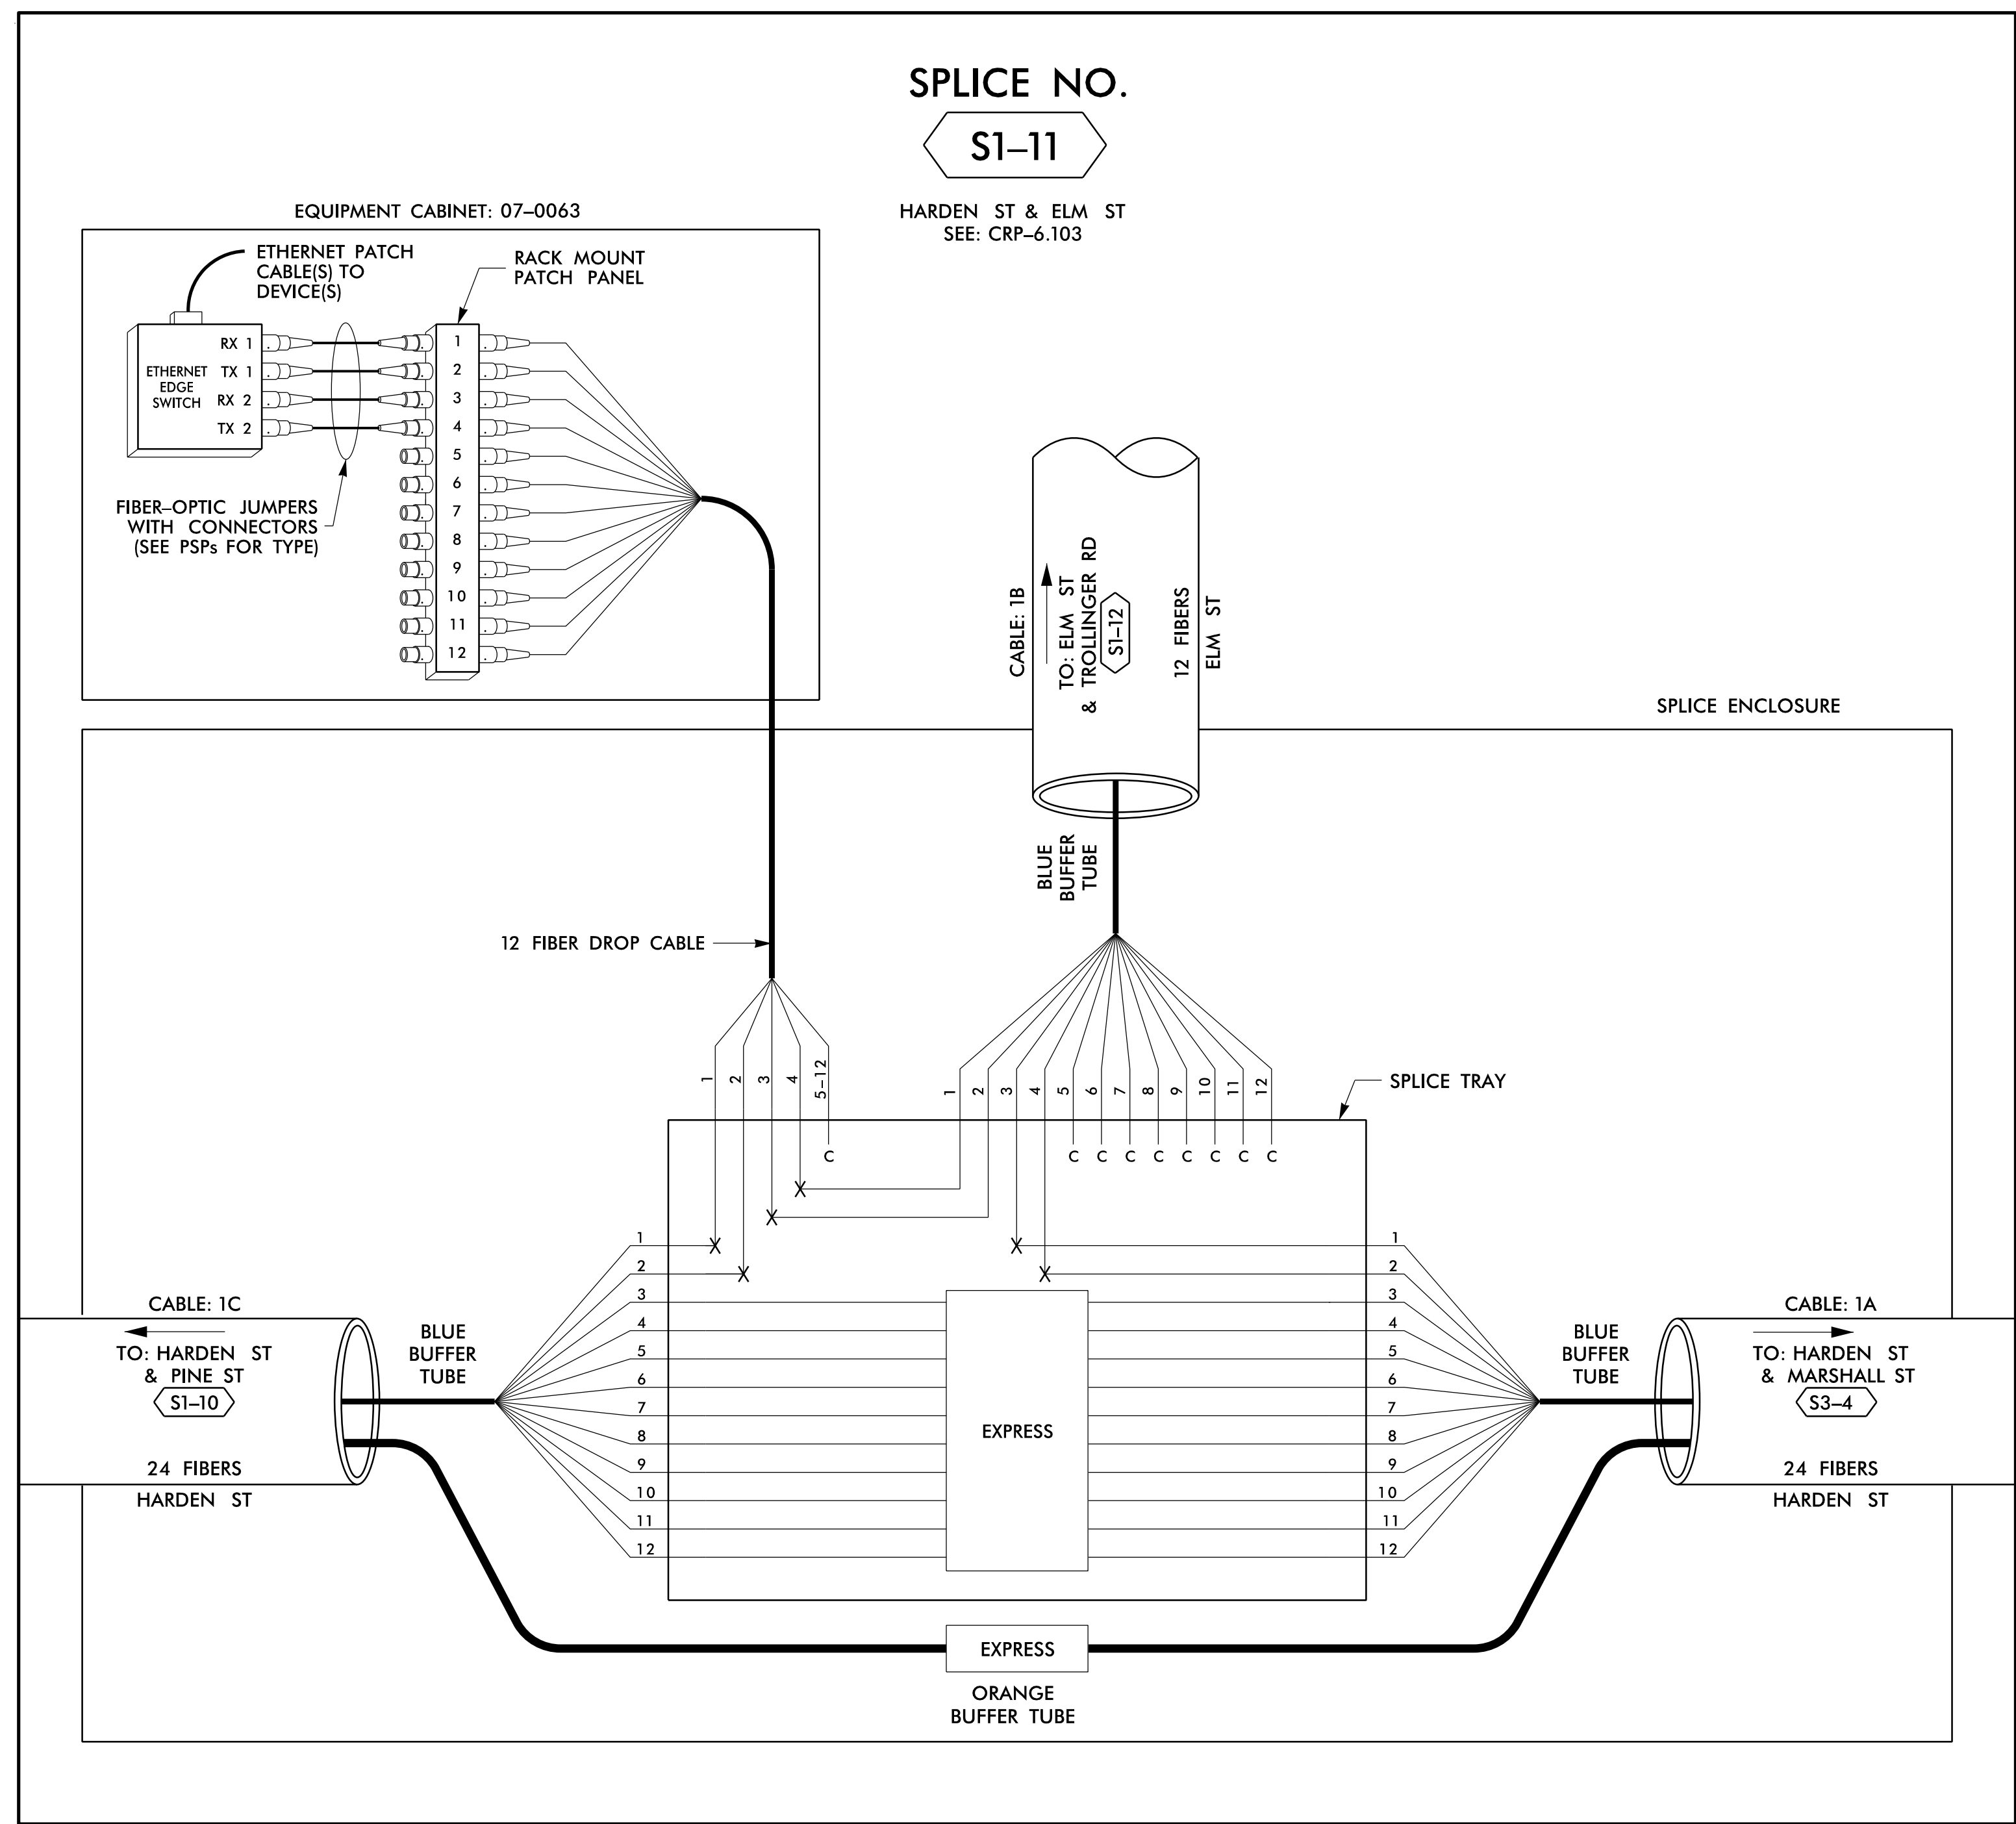 SPLICE NO.
S1–11
HARDEN ST & ELM ST
SEE: CRP–6.103
EQUIPMENT CABINET: 07–0063
ETHERNET PATCH
CABLE(S) TO
DEVICE(S)
RACK MOUNT
PATCH PANEL
ETHERNET
EDGE
SWITCH
RX 1
TX 1
RX 2
TX 2
1
2
3
4
5
6
7
8
9
10
11
12
FIBER–OPTIC JUMPERS
WITH CONNECTORS
(SEE PSPs FOR TYPE)
CABLE: 1B
TO: ELM ST
& TROLLINGER RD
S1–12
12 FIBERS
ELM ST
SPLICE ENCLOSURE
BLUE
BUFFER
TUBE
12 FIBER DROP CABLE
1
2
3
4
5–12
C
1
2
3
4
5
6
7
8
9
10
11
12
C C C C C C C C
SPLICE TRAY
CABLE: 1C
TO: HARDEN ST
& PINE ST
S1–10
24 FIBERS
HARDEN ST
BLUE
BUFFER
TUBE
1
2
3
4
5
6
7
8
9
10
11
12
EXPRESS
1
2
3
4
5
6
7
8
9
10
11
12
BLUE
BUFFER
TUBE
CABLE: 1A
TO: HARDEN ST
& MARSHALL ST
S3–4
24 FIBERS
HARDEN ST
EXPRESS
ORANGE
BUFFER TUBE